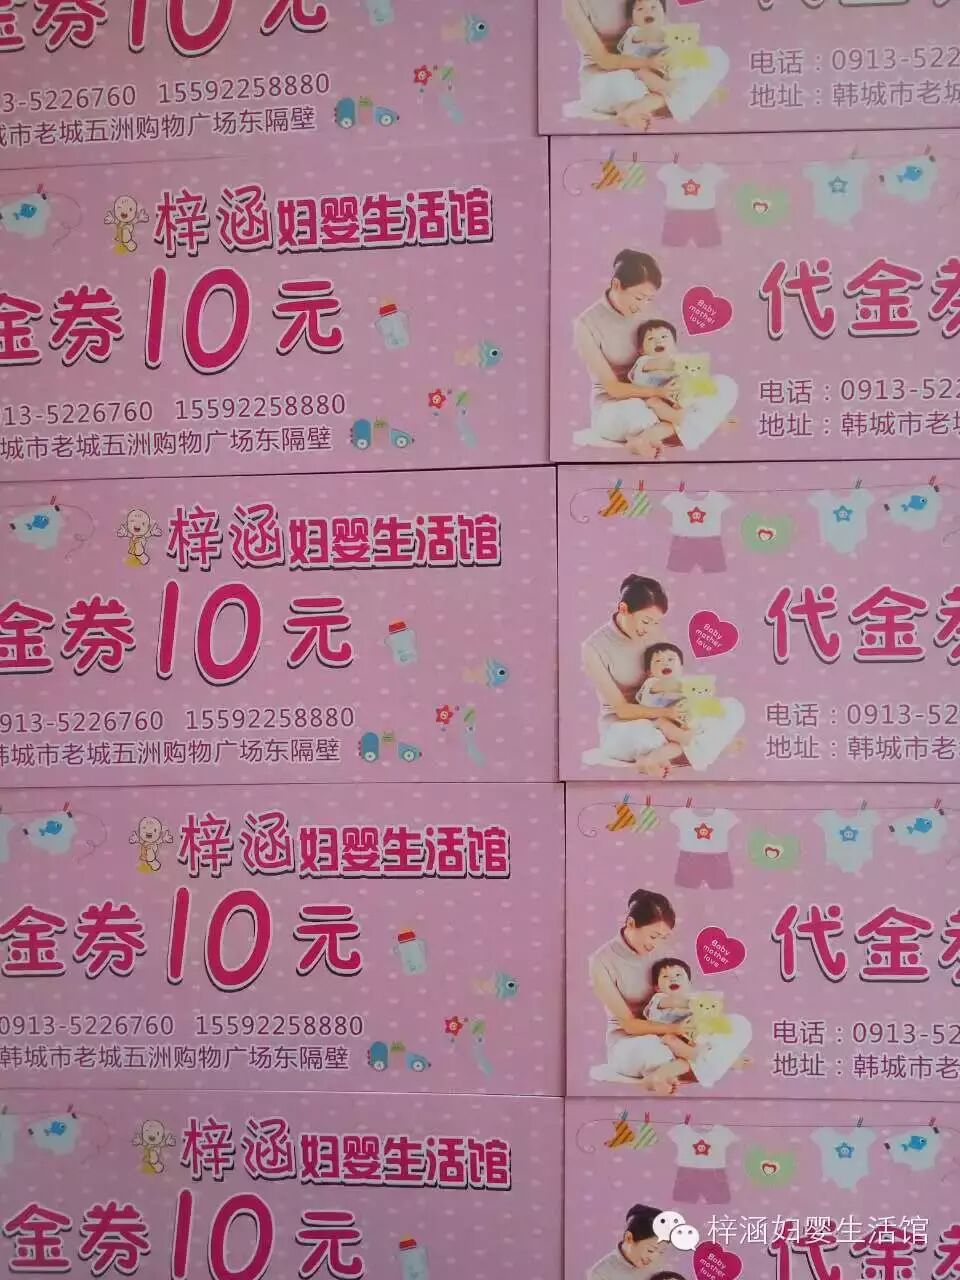 金券10元
13-5226760 15592258880
城市老城五洲购物广场东隔壁
电话：0913-522
地址：韩城市老城
梓涵妇婴生活馆
金券10元
913-5226760 15592258880
城市老城五洲购物广场东隔壁
Baby
mother
love
代金券
电话：0913-522
地址：韩城市老城
梓涵妇婴生活馆
金券10元
0913-5226760 15592258880
韩城市老城五洲购物广场东隔壁
Baby
mother
love
代金券
电话：0913-52
地址：韩城市老
梓涵妇婴生活馆
金券10元
0913-5226760 15592258880
韩城市老城五洲购物广场东隔壁
Baby
mother
love
代金券
电话：0913-52
地址：韩城市老
梓涵妇婴生活馆
金券10元
Baby
代金券
梓涵妇婴生活馆